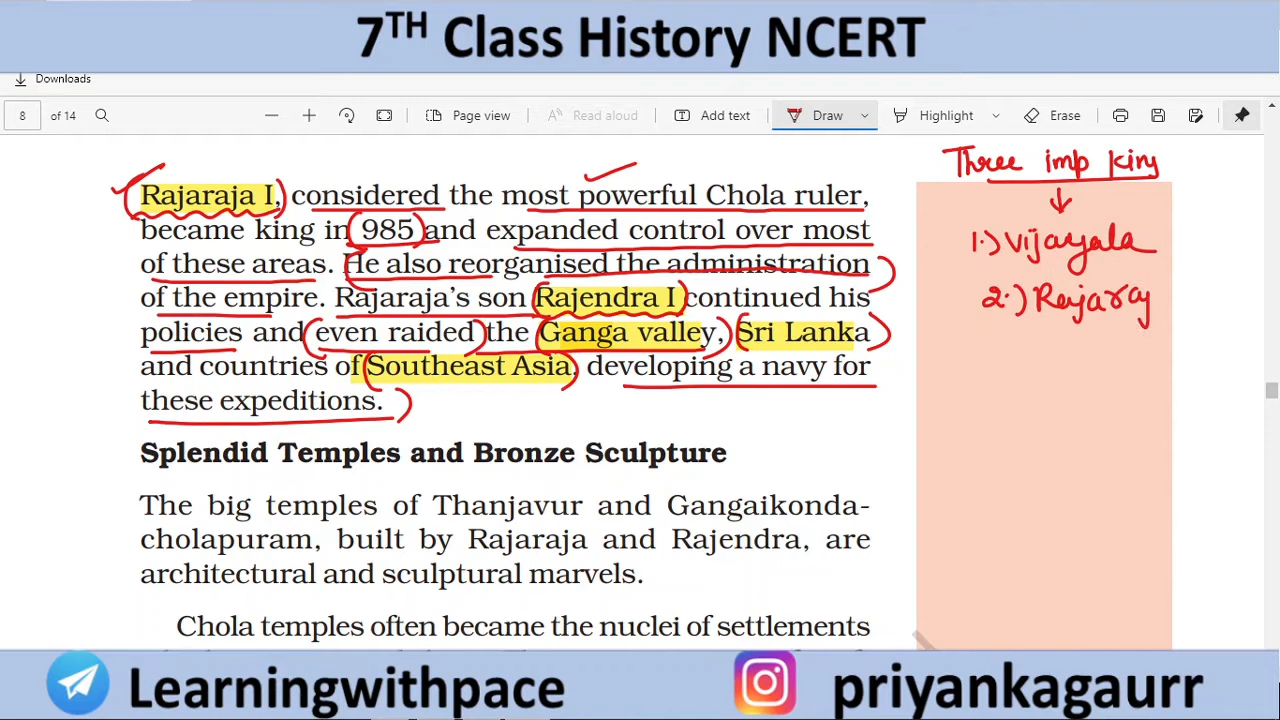 7TH Class History NCERT
Downloads
8 of 14 Page view Read aloud Add text Draw Highlight Erase
Three imp king
Rajaraja I, considered the most powerful Chola ruler,
became king in 985 and expanded control over most
1.) Vijayala
of these areas. He also reorganised the administration
of the empire. Rajaraja's son Rajendra I continued his
2.) Rajaraj
policies and even raided the Ganga valley, Sri Lanka
and countries of Southeast Asia, developing a navy for
these expeditions.
Splendid Temples and Bronze Sculpture
The big temples of Thanjavur and Gangaikonda-
cholapuram, built by Rajaraja and Rajendra, are
architectural and sculptural marvels.
Chola temples often became the nuclei of settlements
Learningwithpace priyankagaurr